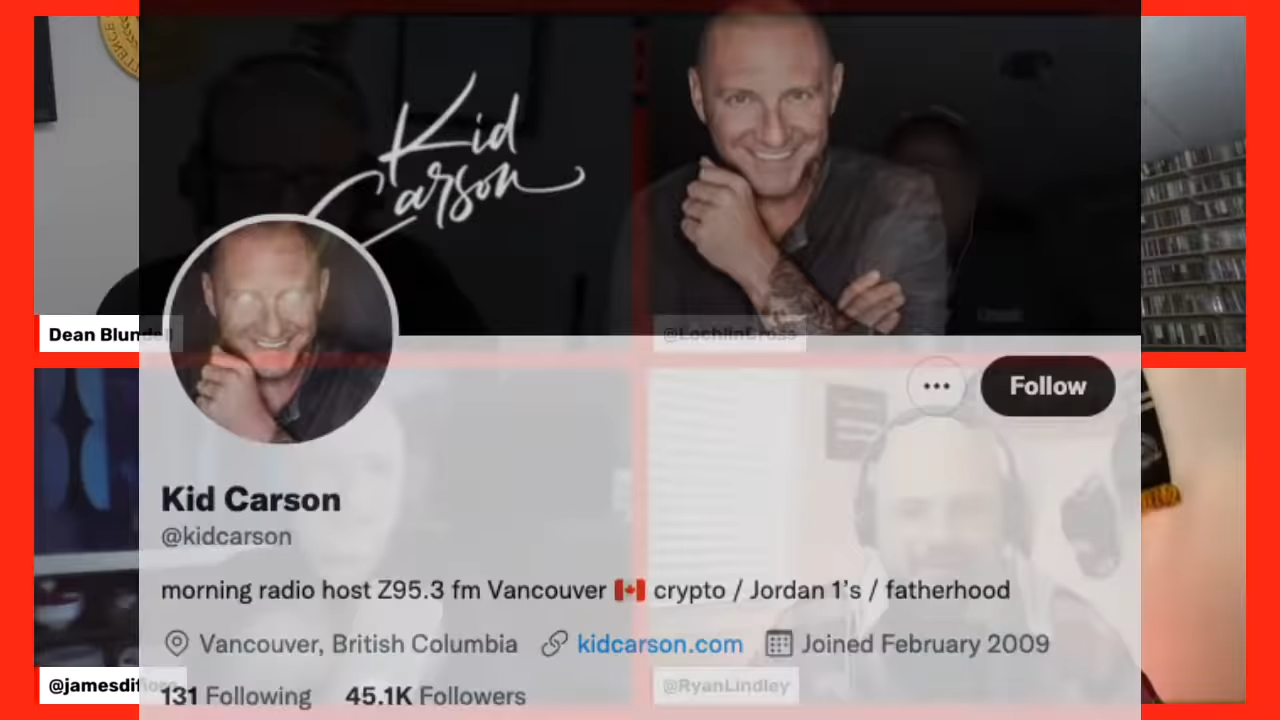 Kid
Carson
Dean Blundell
@LochlinCross
Follow
Kid Carson
@kidcarson
morning radio host Z95.3 fm Vancouver 🇨🇦 crypto / Jordan 1's / fatherhood
Vancouver, British Columbia kidcarson.com Joined February 2009
@jamesdifiore
@RyanLindley
131 Following 45.1K Followers